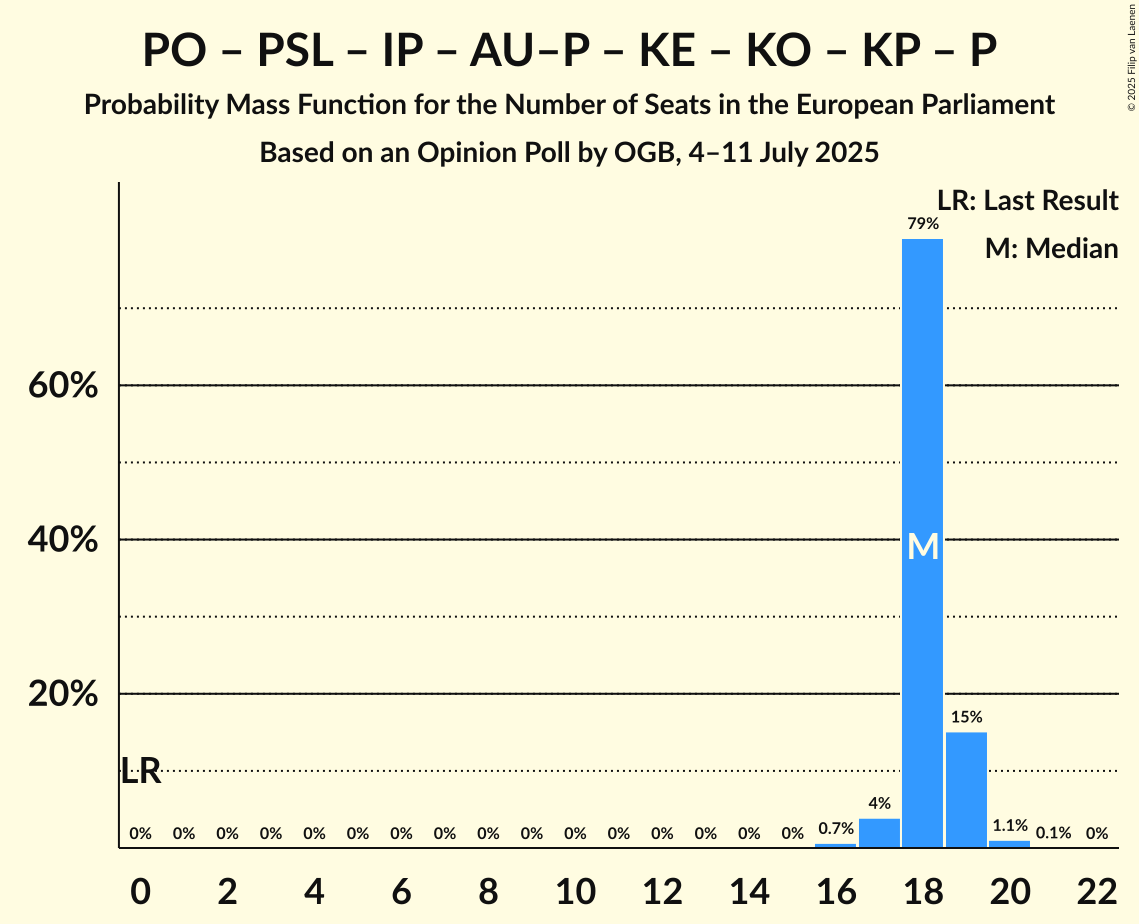 PO – PSL – IP – AU–P – KE – KO – KP – P
Probability Mass Function for the Number of Seats in the European Parliament
Based on an Opinion Poll by OGB, 4–11 July 2025
© 2025 Filip van Laenen
LR: Last Result
M: Median
79%
60%
40%
M
20%
15%
LR
4%
0% 0% 0% 0% 0% 0% 0% 0% 0% 0% 0% 0% 0% 0% 0% 0% 0.7% 1.1% 0.1% 0%
0 2 4 6 8 10 12 14 16 18 20 22